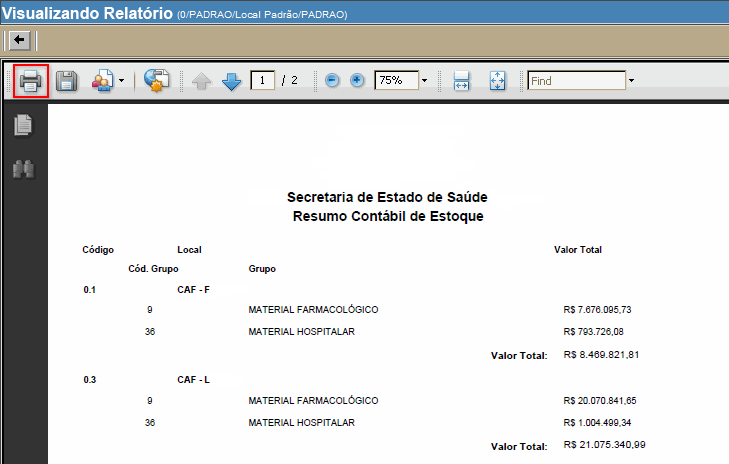 Visualizando Relatório (0/PADRAO/Local Padrão/PADRAO)
1 / 2 75% Find
Secretaria de Estado de Saúde
Resumo Contábil de Estoque
Código Local Valor Total
Cód. Grupo Grupo
0.1 CAF - F
9 MATERIAL FARMACOLÓGICO R$ 7.676.095,73
36 MATERIAL HOSPITALAR R$ 793.726,08
Valor Total: R$ 8.469.821,81
0.3 CAF - L
9 MATERIAL FARMACOLÓGICO R$ 20.070.841,65
36 MATERIAL HOSPITALAR R$ 1.004.499,34
Valor Total: R$ 21.075.340,99